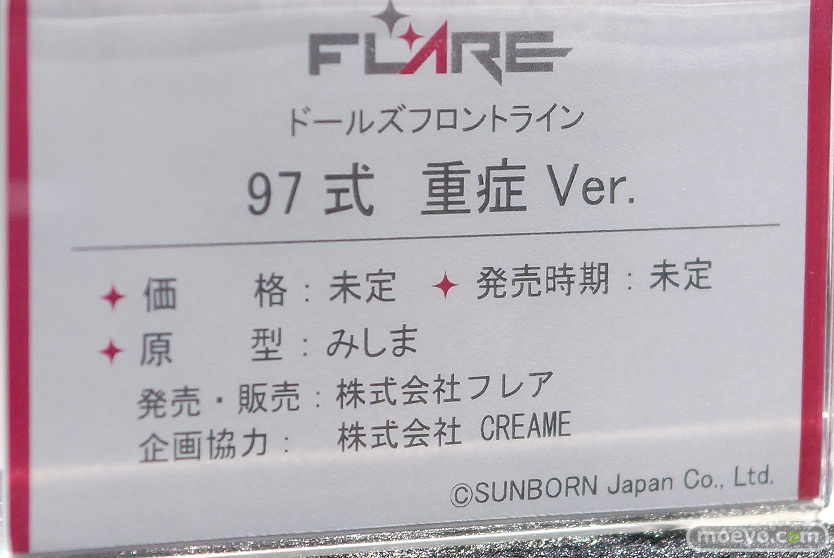 FLARE
ドールズフロントライン
97式 重症 Ver.
価　格：未定 発売時期：未定
原　型：みしま
発売・販売：株式会社フレア
企画協力： 株式会社 CREAME
©SUNBORN Japan Co., Ltd.
moeyo.com